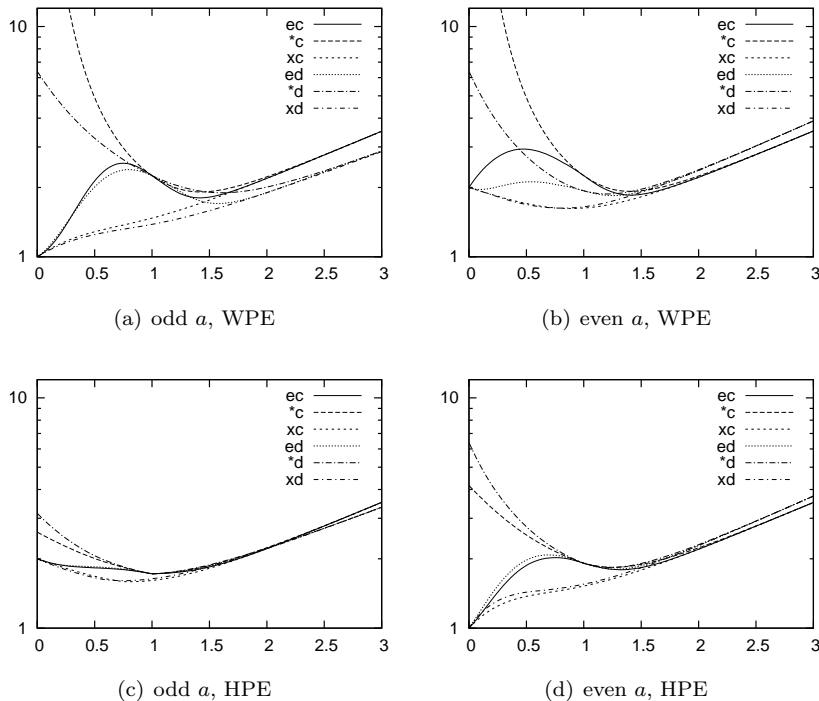 10
1
ec
*c
xc
ed
*d
xd
0 0.5 1 1.5 2 2.5 3
(a) odd a, WPE
10
1
ec
*c
xc
ed
*d
xd
0 0.5 1 1.5 2 2.5 3
(b) even a, WPE
10
1
ec
*c
xc
ed
*d
xd
0 0.5 1 1.5 2 2.5 3
(c) odd a, HPE
10
1
ec
*c
xc
ed
*d
xd
0 0.5 1 1.5 2 2.5 3
(d) even a, HPE